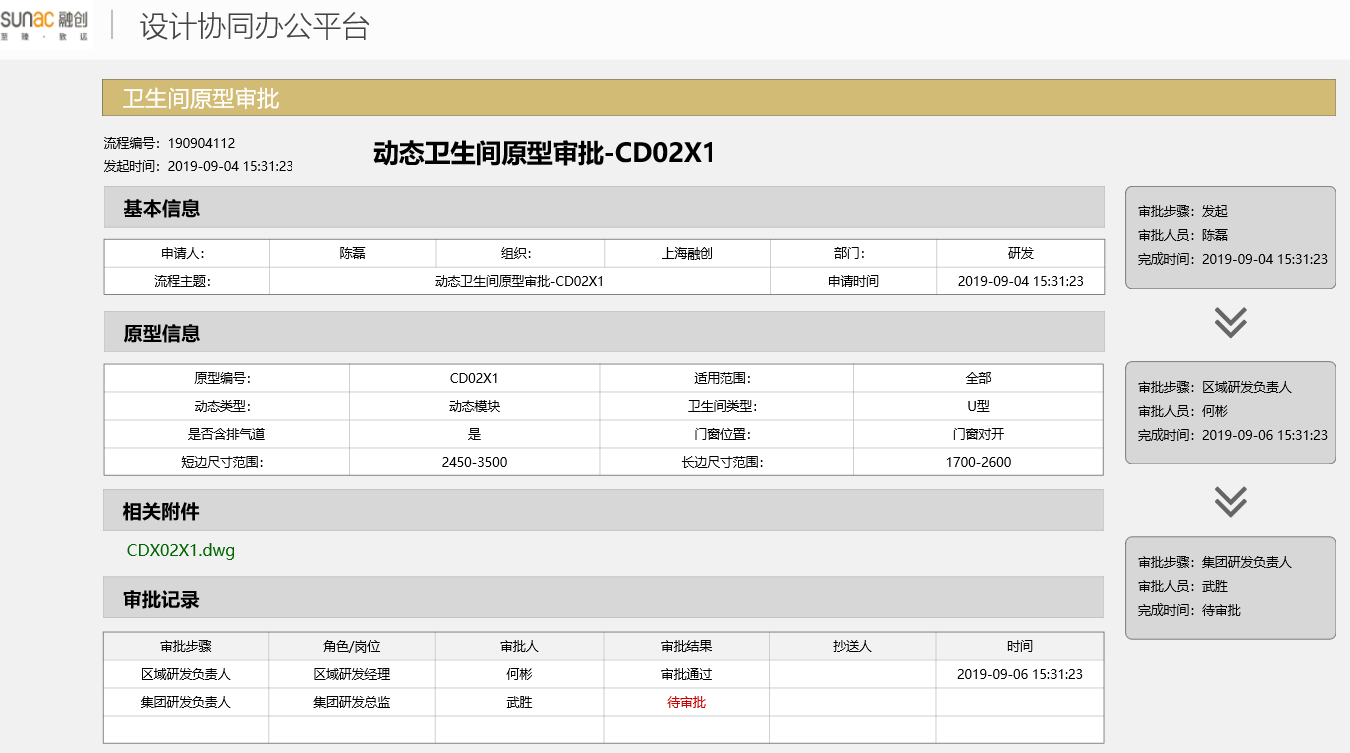 sunac 融创
至 臻 · 致 远
设计协同办公平台
卫生间原型审批
流程编号：190904112
发起时间：2019-09-04 15:31:23
动态卫生间原型审批-CD02X1
基本信息
申请人： 陈磊 组织： 上海融创 部门： 研发
流程主题： 动态卫生间原型审批-CD02X1 申请时间 2019-09-04 15:31:23
原型信息
原型编号： CD02X1 适用范围： 全部
动态类型： 动态模块 卫生间类型： U型
是否含排气道 是 门窗位置： 门窗对开
短边尺寸范围： 2450-3500 长边尺寸范围： 1700-2600
相关附件
CDX02X1.dwg
审批记录
审批步骤 角色/岗位 审批人 审批结果 抄送人 时间
区域研发负责人 区域研发经理 何彬 审批通过 2019-09-06 15:31:23
集团研发负责人 集团研发总监 武胜 待审批
审批步骤：发起
审批人员：陈磊
完成时间：2019-09-04 15:31:23
审批步骤：区域研发负责人
审批人员：何彬
完成时间：2019-09-06 15:31:23
审批步骤：集团研发负责人
审批人员：武胜
完成时间：待审批